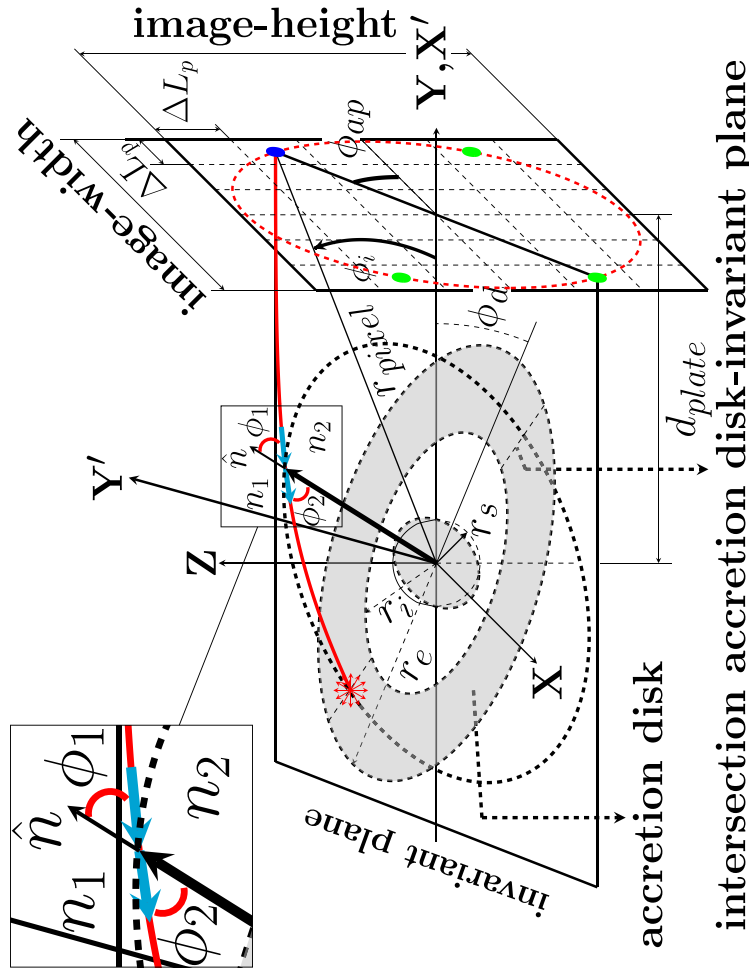 image-height
image-width
ΔL_p
ΔL_p
Y,X′
ϕ_ap
ϕ_i
ϕ_d
r_pixel
d_plate
Y′
Z
X
n_1
n̂
ϕ_1
ϕ_2
n_2
r_s
r_i
r_e
n_1
n̂
ϕ_1
ϕ_2
n_2
invariant plane
accretion disk
intersection accretion disk-invariant plane